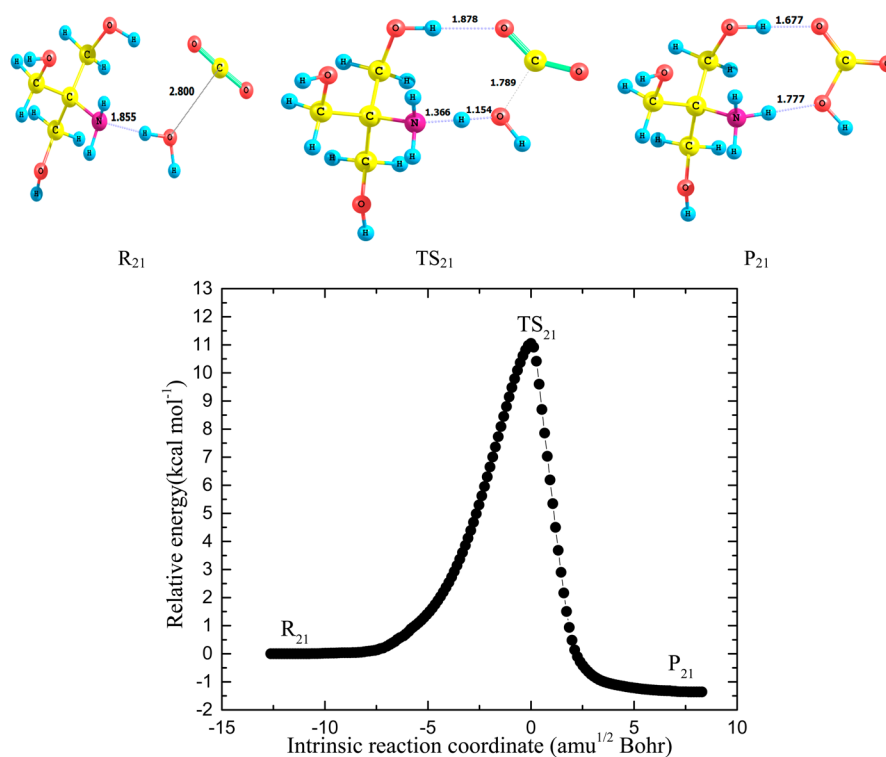 1.878
1.677
2.800
1.789
1.855
1.366
1.154
1.777
O H O C O H H O C H H C H C H H N H H O O H H
O H O C O H C H H O H C C H H N H H O H C H O H
O H O C O H C H H O H C C H H N H H O H C H O H
R21
TS21
P21
13
12
11
10
9
8
7
6
5
4
3
2
1
0
-1
-2
Relative energy(kcal mol-1)
TS21
R21
P21
-15 -10 -5 0 5 10
Intrinsic reaction coordinate (amu1/2 Bohr)